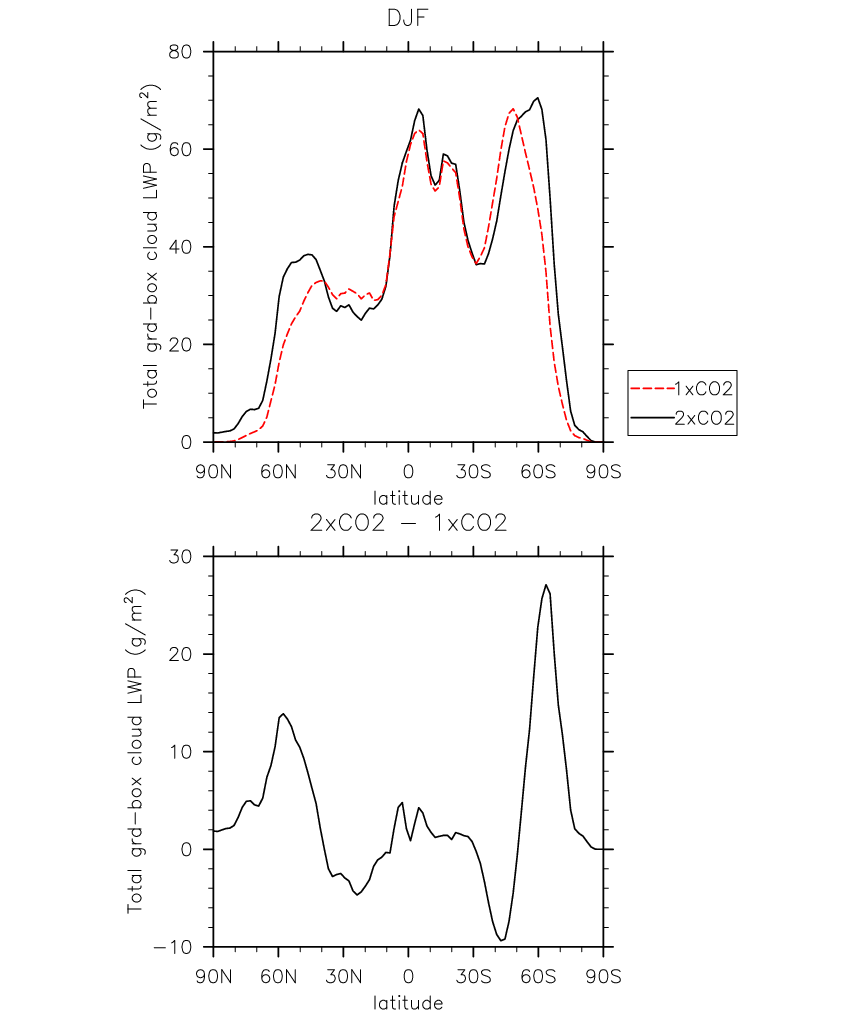 DJF
Total grd-box cloud LWP (g/m²)
80
60
40
20
0
90N 60N 30N 0 30S 60S 90S
latitude
1xCO2
2xCO2
2xCO2 - 1xCO2
Total grd-box cloud LWP (g/m²)
30
20
10
0
-10
90N 60N 30N 0 30S 60S 90S
latitude